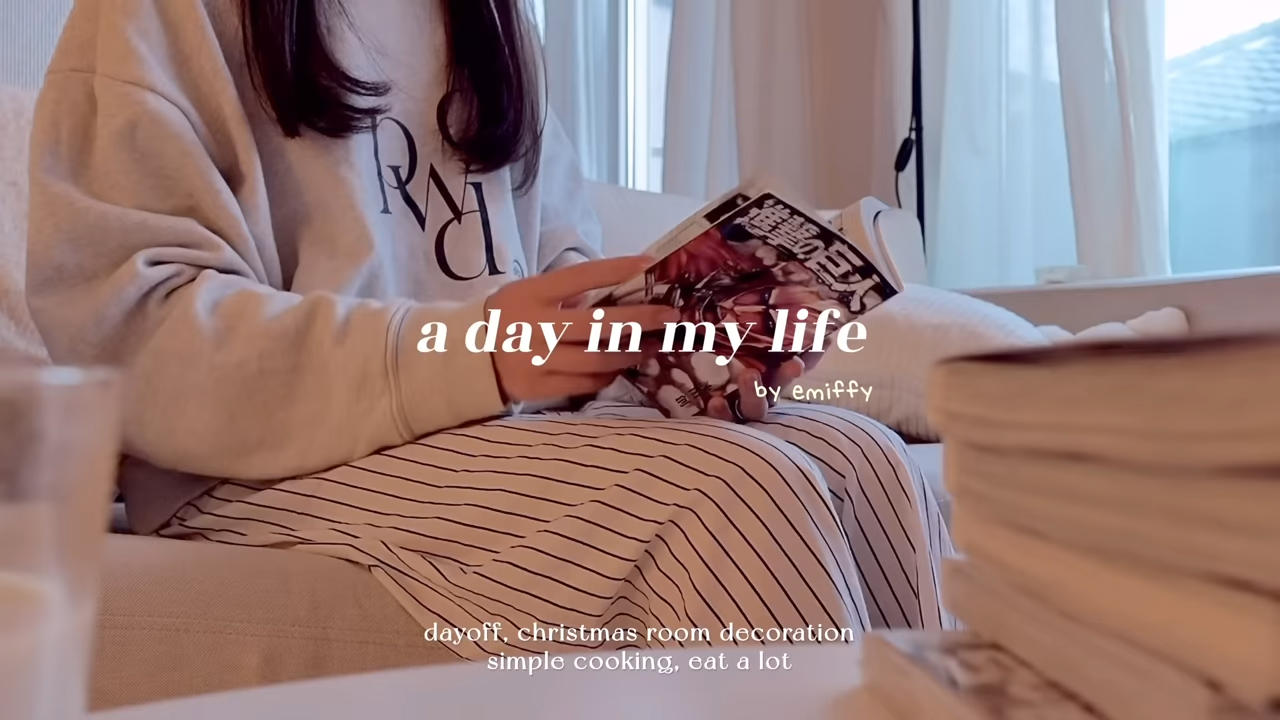 進撃の巨人
a day in my life
by emiffy
dayoff, christmas room decoration
simple cooking, eat a lot